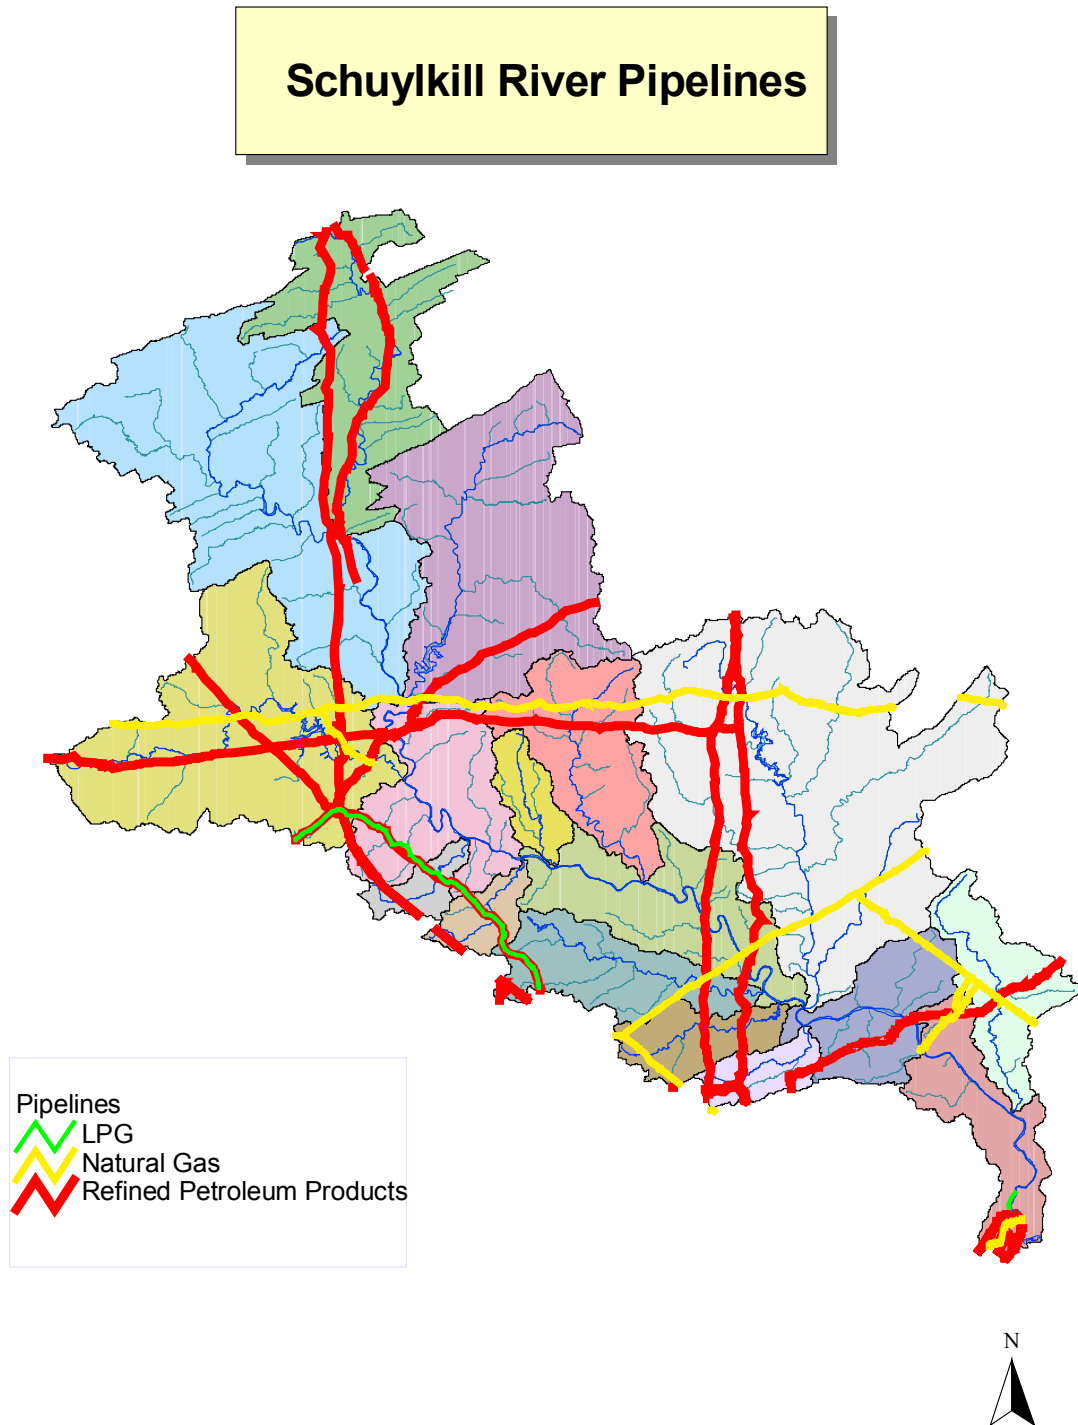 Schuylkill River Pipelines
Pipelines
LPG
Natural Gas
Refined Petroleum Products
N